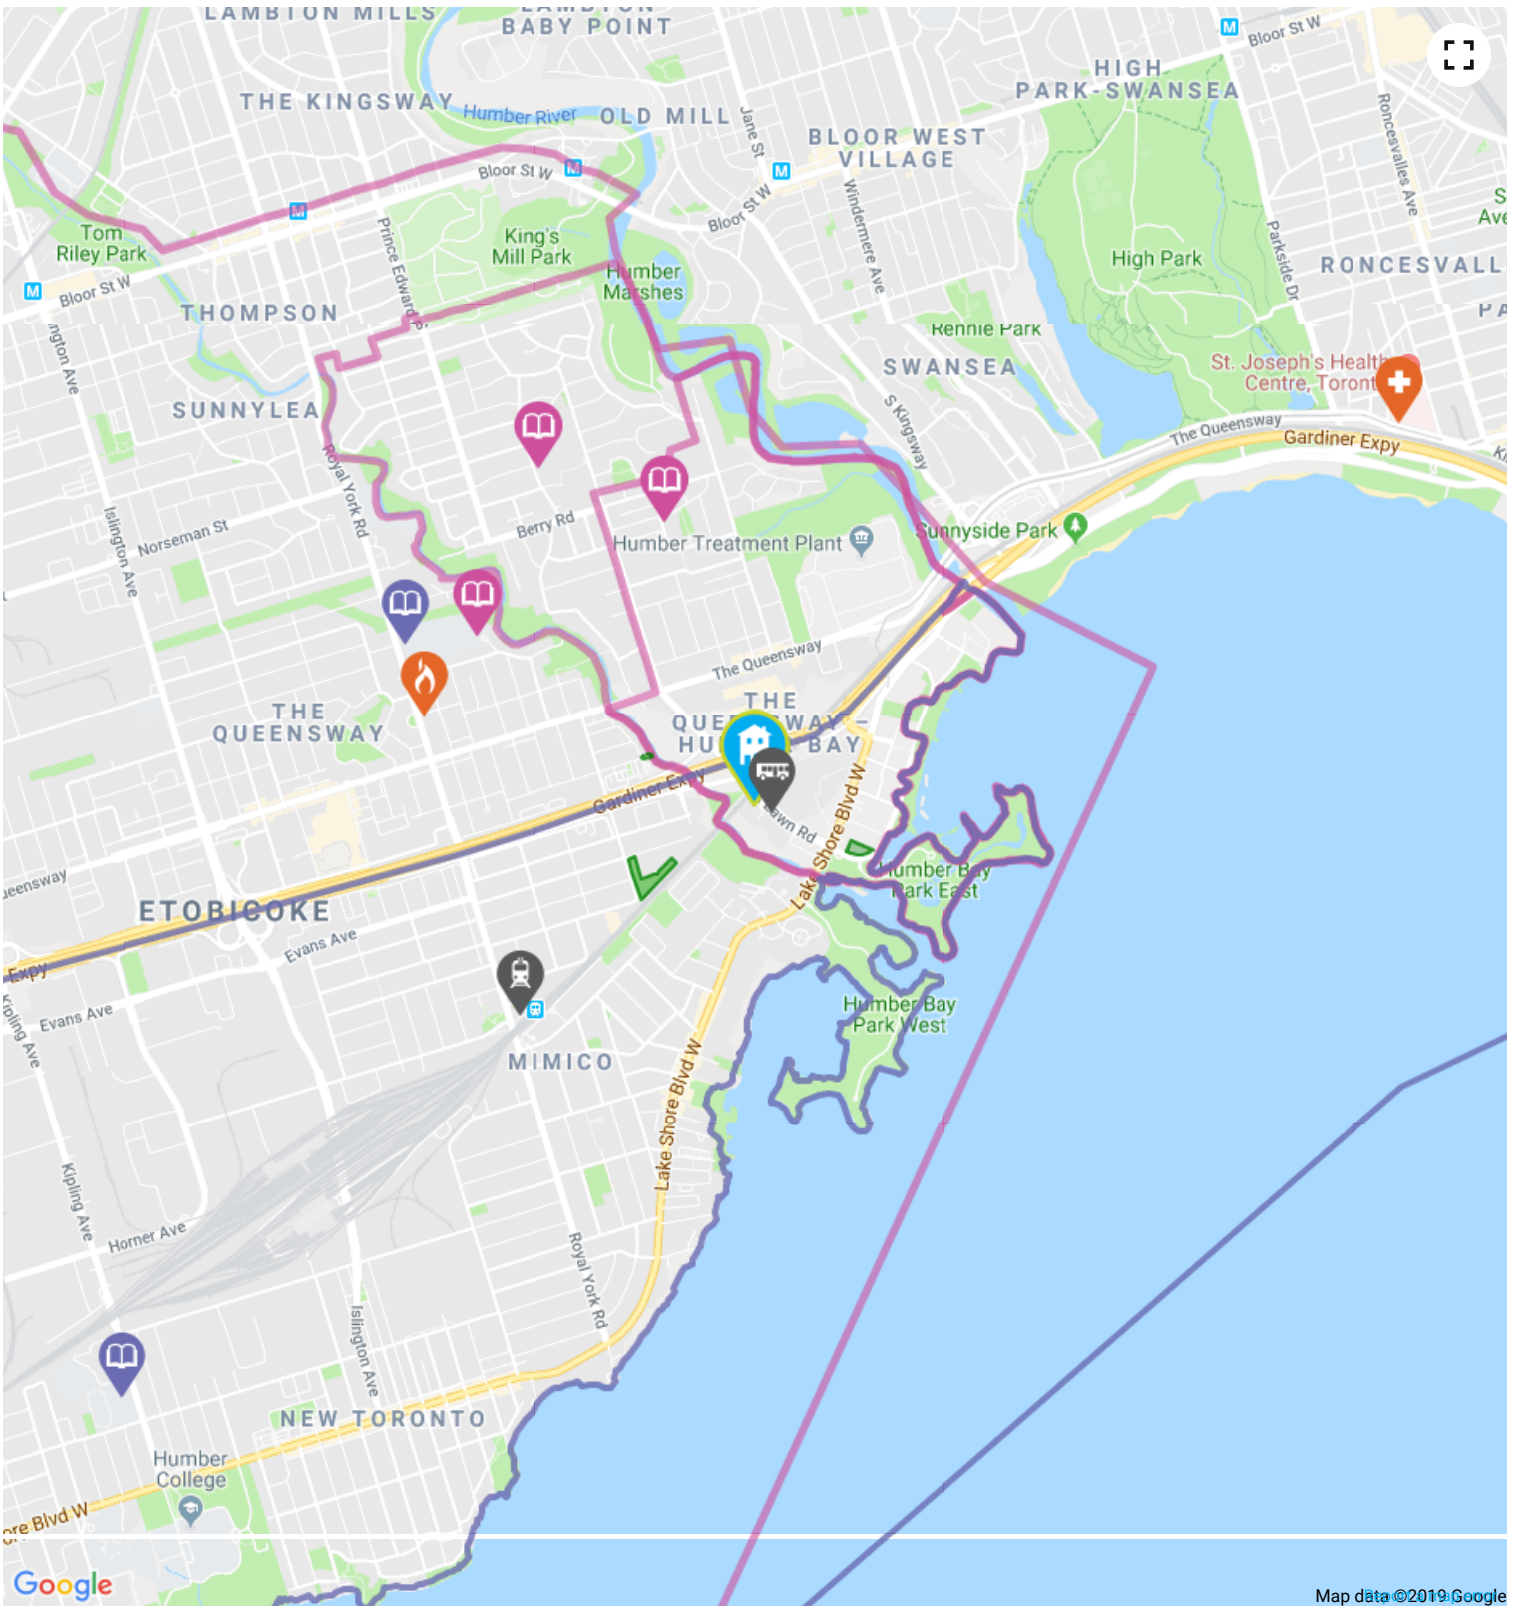 LAMBTON MILLS
LAMBTON
BABY POINT
Bloor St W
HIGH
PARK-SWANSEA
THE KINGSWAY
Humber River
OLD MILL
Jane St
BLOOR WEST
VILLAGE
Roncesvalles Ave
M
M
M
M
M
Bloor St W
Bloor St W
Windermere Ave
Tom
Riley Park
Prince Edward
King's
Mill Park
Humber
Marshes
High Park
Parkside Dr
RONCESVALL
Bloor St W
THOMPSON
Rennie Park
SWANSEA
St. Joseph's Health
Centre, Toront
SUNNYLEA
S Kingsway
The Queensway
Gardiner Expy
Royal York Rd
Islington Ave
Norseman St
Berry Rd
Humber Treatment Plant
Sunnyside Park
The Queensway
THE
QUEENSWAY
THE
QUEENSWAY –
HUMBER BAY
Gardiner Expy
Lake Shore Blvd W
Humber Bay
Park East
ETOBICOKE
Evans Ave
Expy
Evans Ave
Kipling Ave
Humber Bay
Park West
MIMICO
Lake Shore Blvd W
Kipling Ave
Horner Ave
Royal York Rd
Islington Ave
NEW TORONTO
Humber
College
ore Blvd W
Google
Map data ©2019 Google